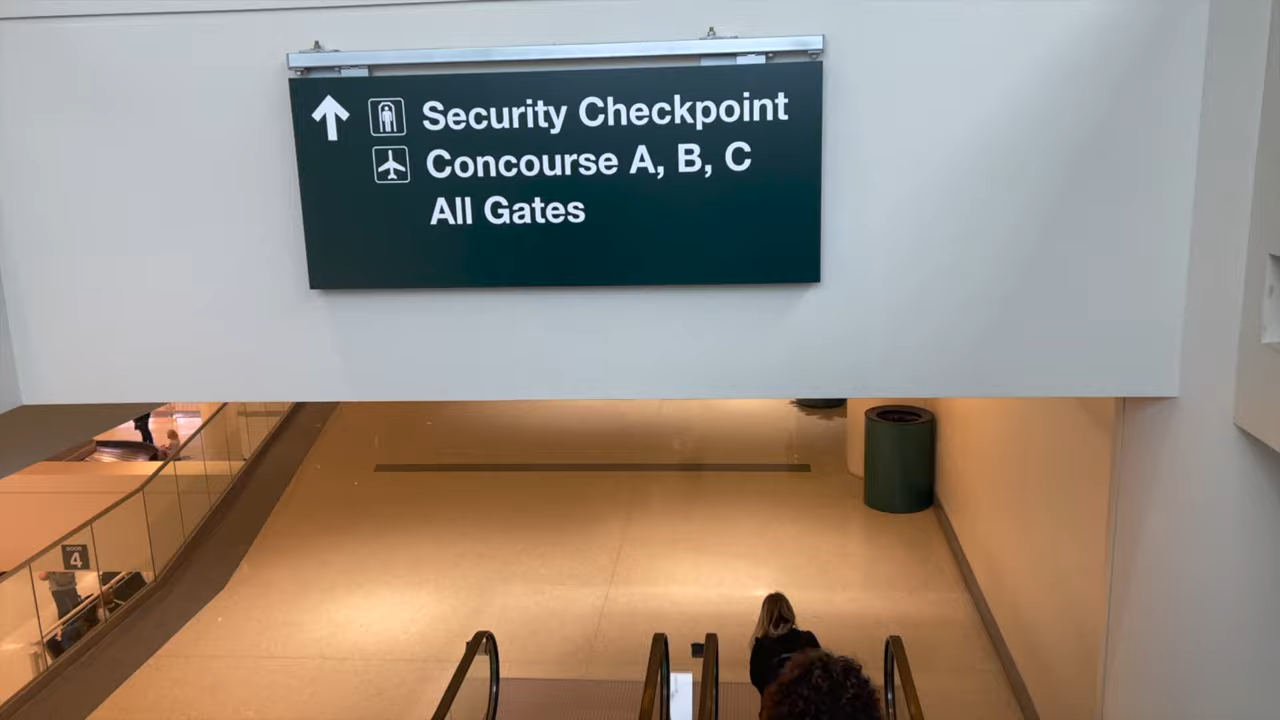 Security Checkpoint
Concourse A, B, C
All Gates
DOOR
4